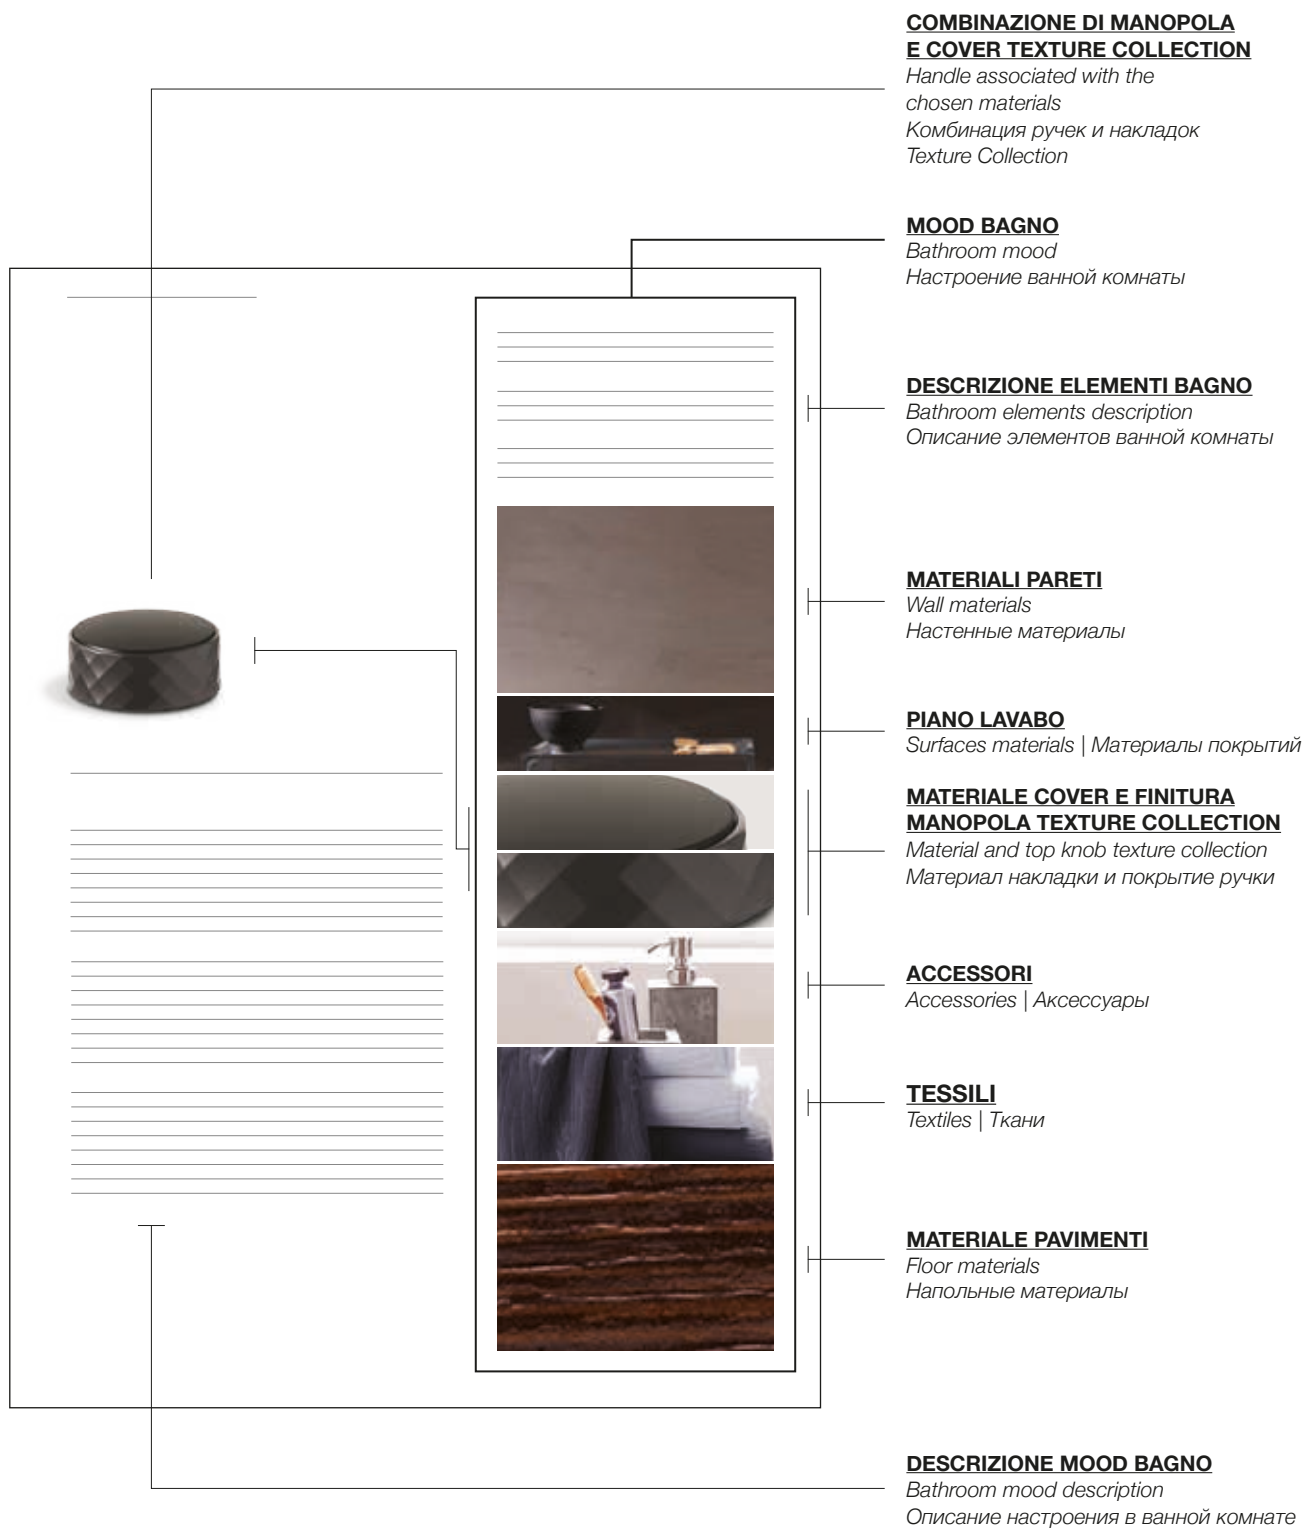 COMBINAZIONE DI MANOPOLA
E COVER TEXTURE COLLECTION
Handle associated with the
chosen materials
Комбинация ручек и накладок
Texture Collection
MOOD BAGNO
Bathroom mood
Настроение ванной комнаты
DESCRIZIONE ELEMENTI BAGNO
Bathroom elements description
Описание элементов ванной комнаты
MATERIALI PARETI
Wall materials
Настенные материалы
PIANO LAVABO
Surfaces materials | Материалы покрытий
MATERIALE COVER E FINITURA
MANOPOLA TEXTURE COLLECTION
Material and top knob texture collection
Материал накладки и покрытие ручки
ACCESSORI
Accessories | Аксессуары
TESSILI
Textiles | Ткани
MATERIALE PAVIMENTI
Floor materials
Напольные материалы
DESCRIZIONE MOOD BAGNO
Bathroom mood description
Описание настроения в ванной комнате